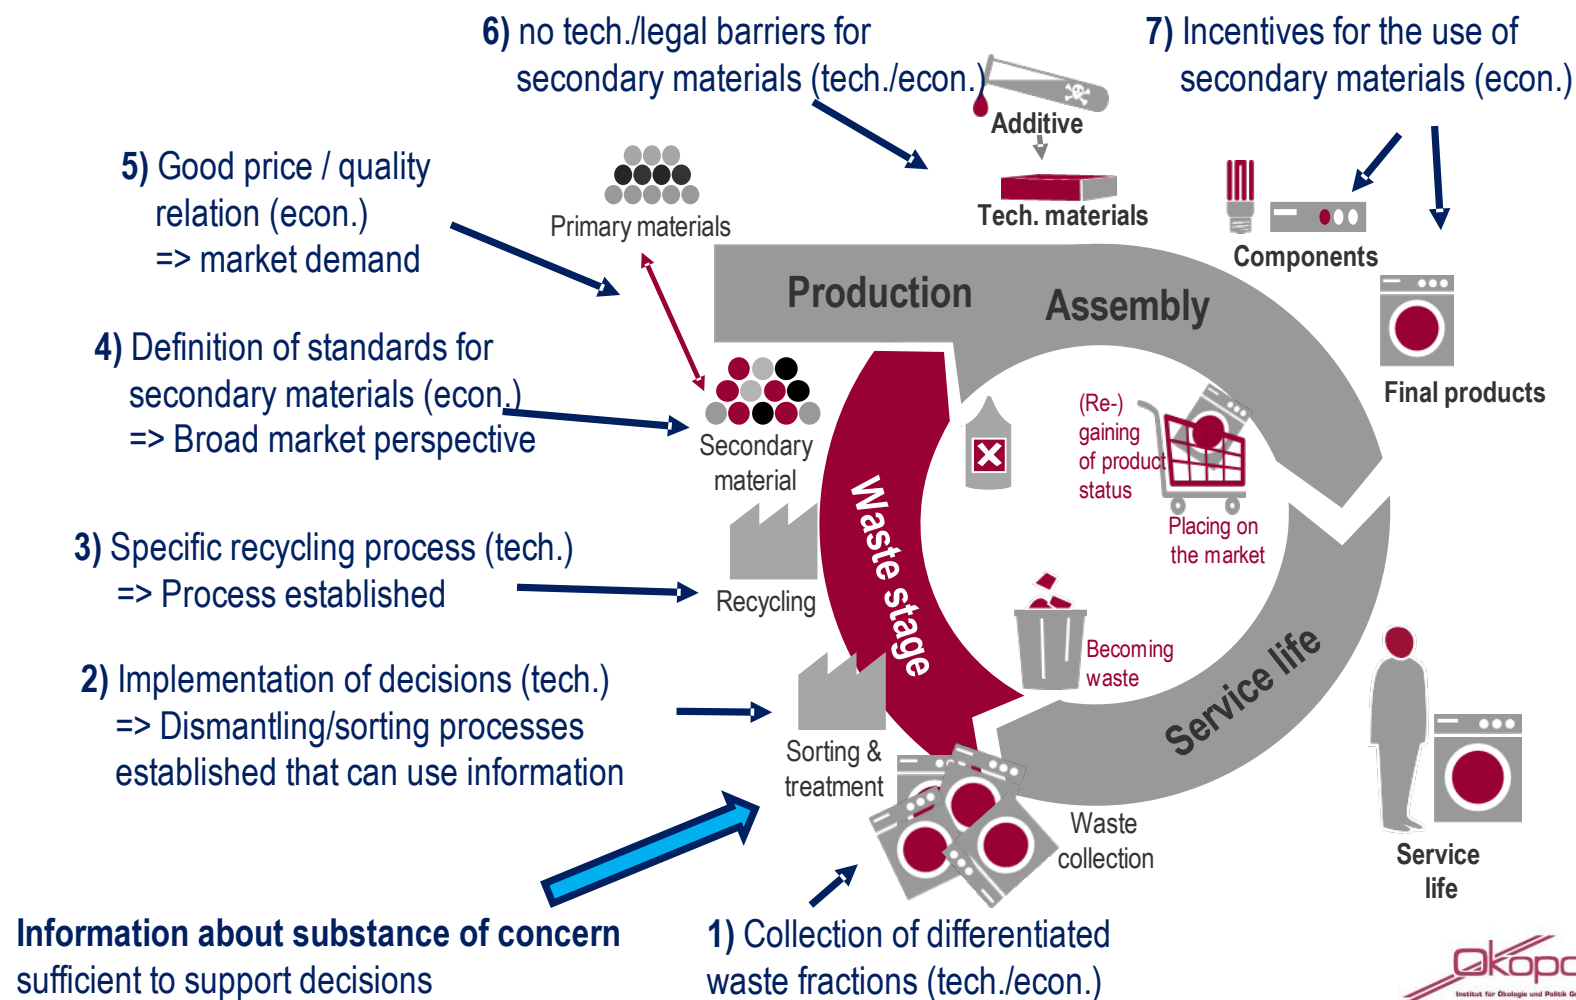 6) no tech./legal barriers for
secondary materials (tech./econ.)
7) Incentives for the use of
secondary materials (econ.)
Additive
Tech. materials
5) Good price / quality
relation (econ.)
=> market demand
Primary materials
Components
Final products
Production
Assembly
4) Definition of standards for
secondary materials (econ.)
=> Broad market perspective
Secondary
material
(Re-)
gaining
of product
status
Placing on
the market
3) Specific recycling process (tech.)
=> Process established
Recycling
Waste stage
Becoming
waste
Service life
2) Implementation of decisions (tech.)
=> Dismantling/sorting processes
established that can use information
Sorting &
treatment
Waste
collection
Service
life
Information about substance of concern
sufficient to support decisions
1) Collection of differentiated
waste fractions (tech./econ.)
Institut für Ökologie und Politik